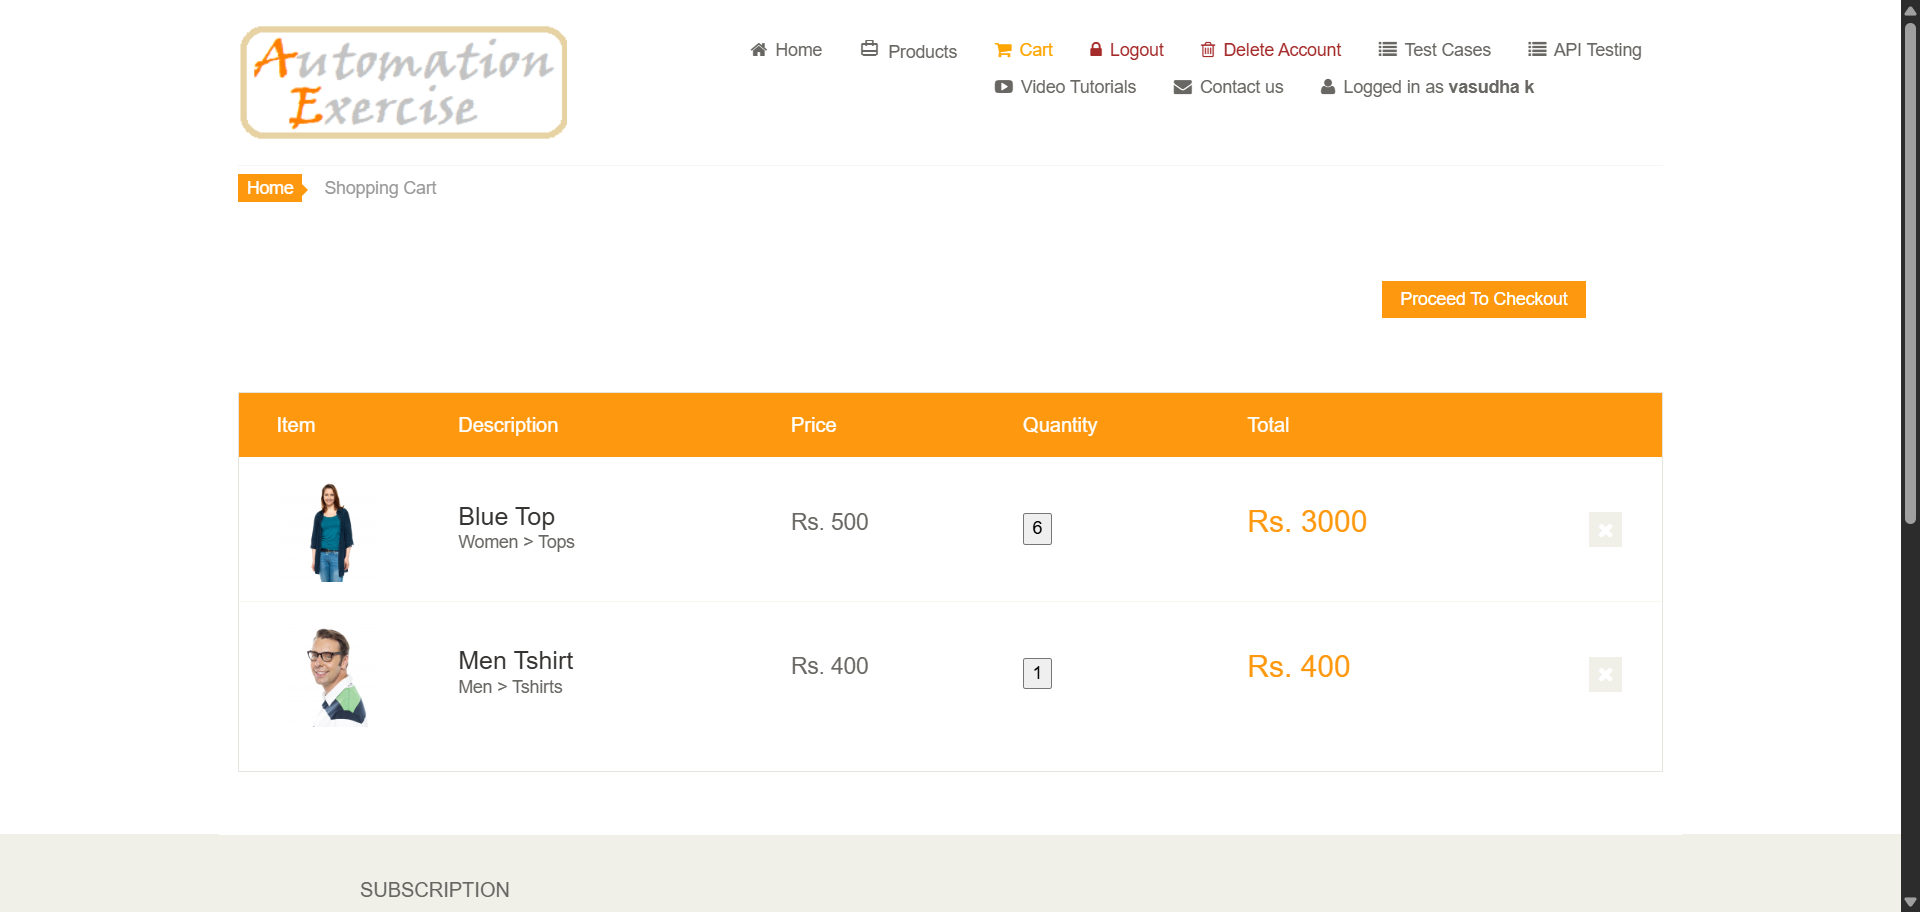 Automation
Exercise
Home Products Cart Logout Delete Account Test Cases API Testing
Video Tutorials Contact us Logged in as vasudha k
Home Shopping Cart
Proceed To Checkout
Item Description Price Quantity Total
Blue Top Rs. 500 6 Rs. 3000
Women > Tops
Men Tshirt Rs. 400 1 Rs. 400
Men > Tshirts
SUBSCRIPTION